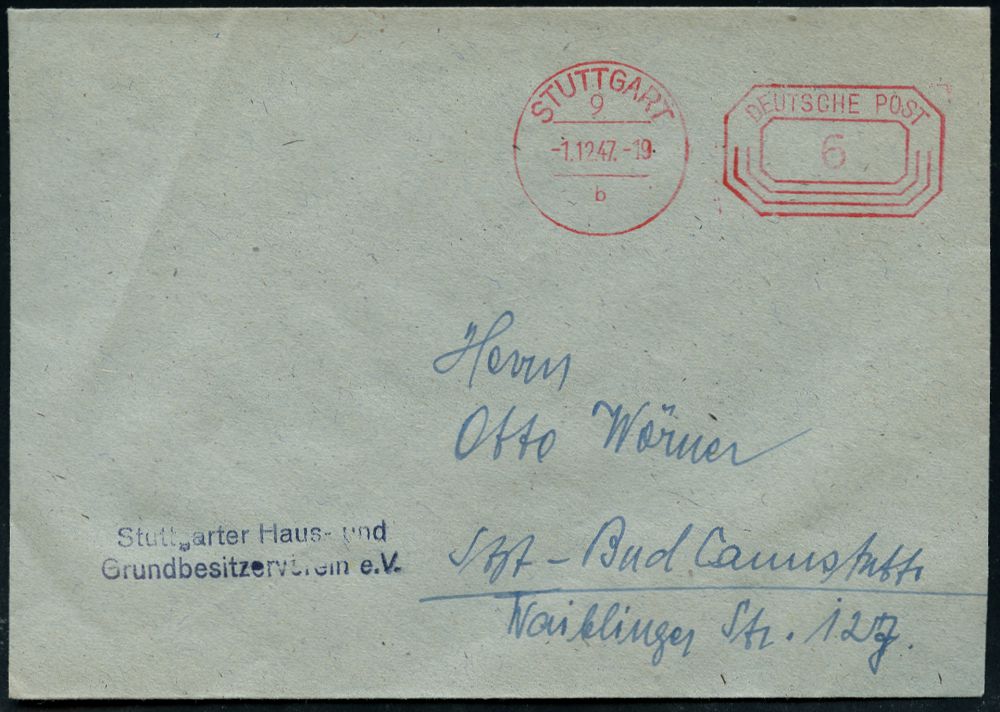 STUTTGART
9
-1.12.47.-19
b
DEUTSCHE POST
6
Herrn
Otto Wörner
Stuttgarter Haus- und
Grundbesitzerverein e.V.
Stgt - Bad Cannstatt
Waiblinger Str. 127.